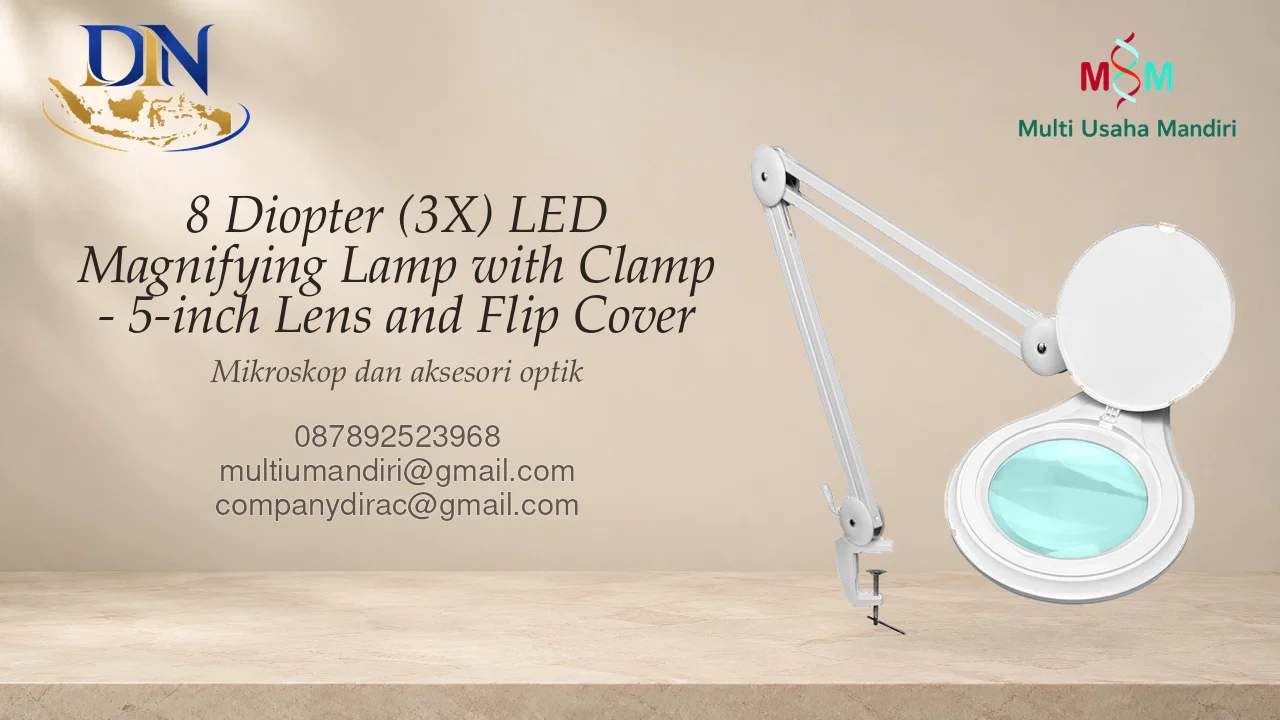 DN
M M
Multi Usaha Mandiri
8 Diopter (3X) LED
Magnifying Lamp with Clamp
- 5-inch Lens and Flip Cover
Mikroskop dan aksesori optik
087892523968
multiumandiri@gmail.com
companydirac@gmail.com